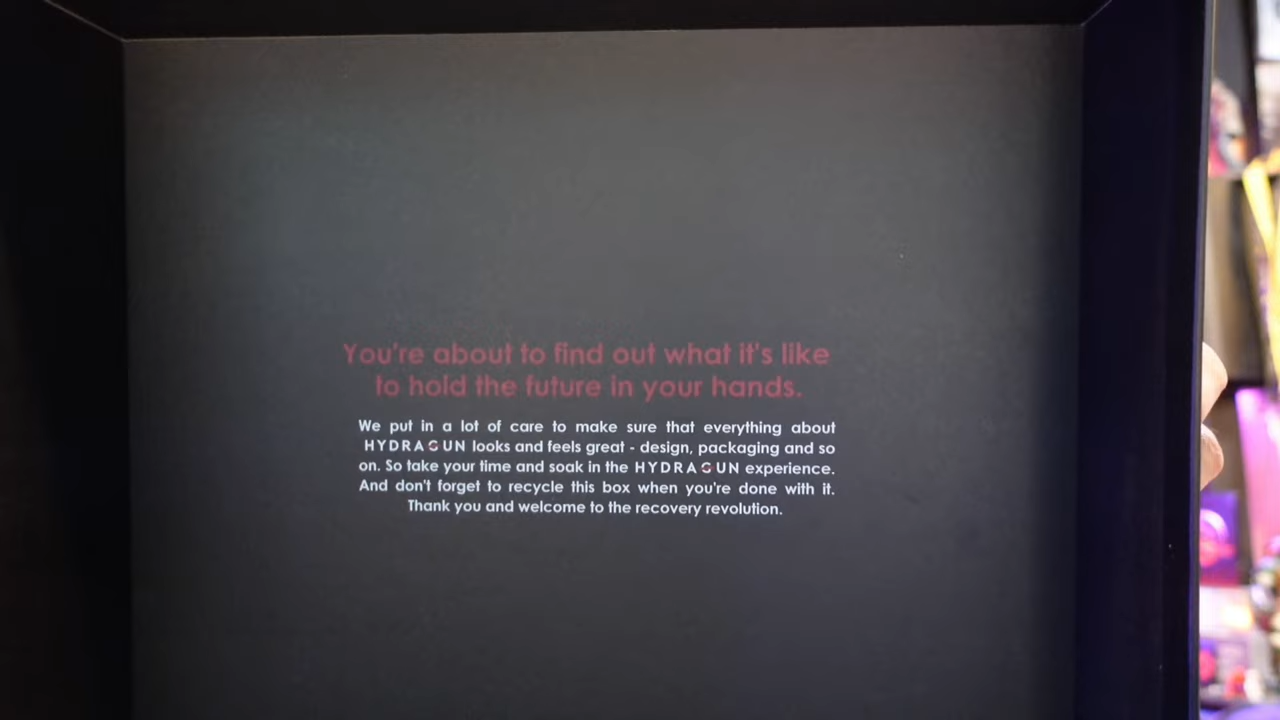 You're about to find out what it's like
to hold the future in your hands.
We put in a lot of care to make sure that everything about
HYDRAGUN looks and feels great - design, packaging and so
on. So take your time and soak in the HYDRAGUN experience.
And don't forget to recycle this box when you're done with it.
Thank you and welcome to the recovery revolution.